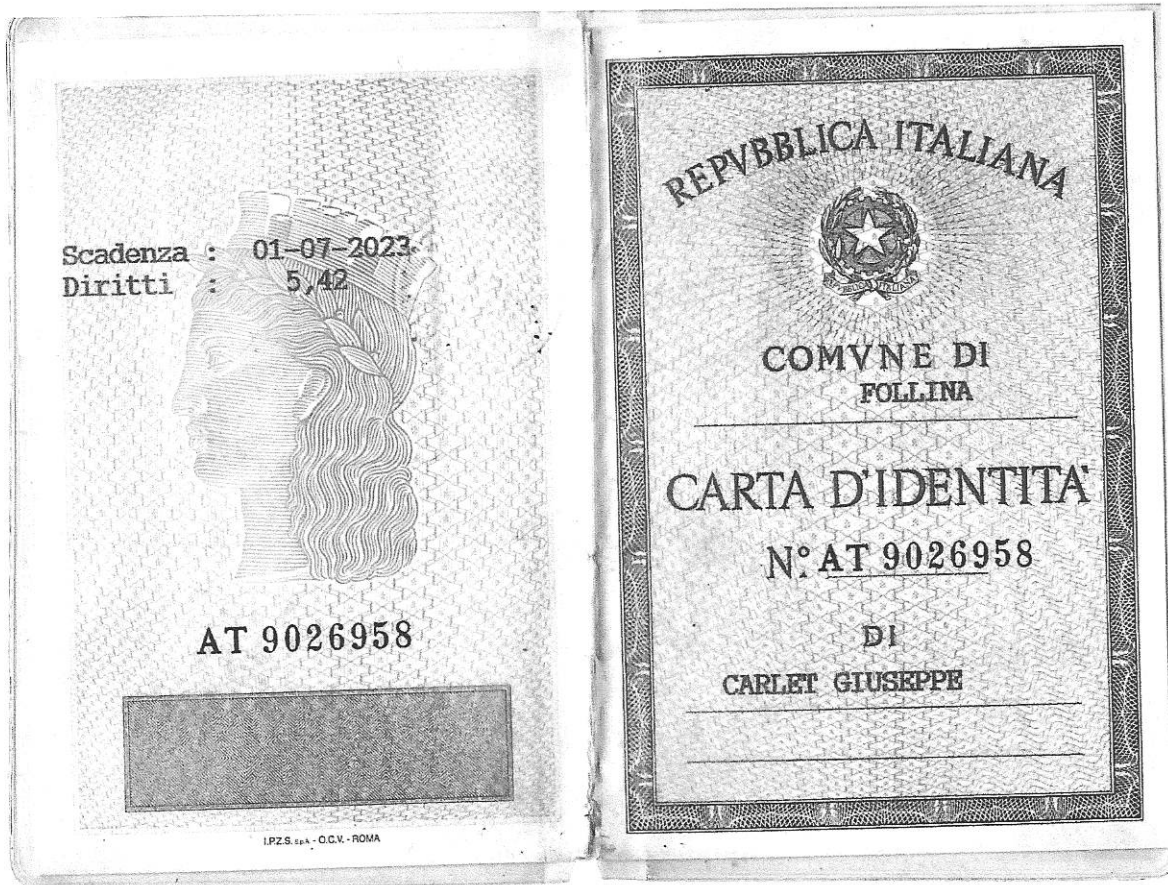 Scadenza : 01-07-2023
Diritti : 5,42
AT 9026958
I.P.Z.S. S.p.A. - O.C.V. - ROMA
REPVBBLICA ITALIANA
REPVBBLICA ITALIANA
COMVNE DI
FOLLINA
CARTA D'IDENTITA'
N° AT 9026958
DI
CARLET GIUSEPPE